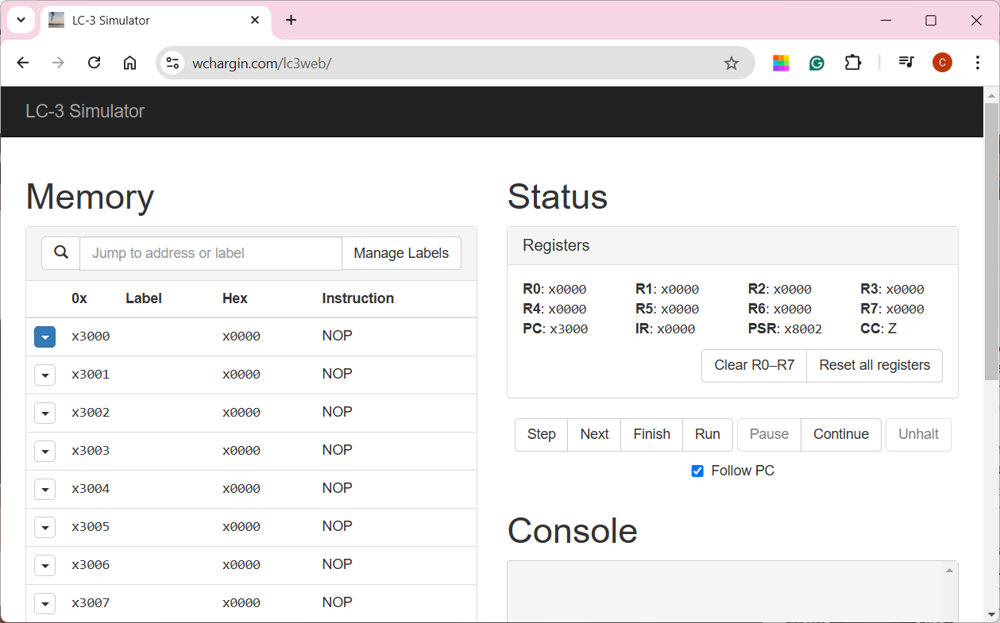 LC-3 Simulator
wchargin.com/lc3web/
C
LC-3 Simulator
Memory
Jump to address or label
Manage Labels
0x Label Hex Instruction
x3000 x0000 NOP
x3001 x0000 NOP
x3002 x0000 NOP
x3003 x0000 NOP
x3004 x0000 NOP
x3005 x0000 NOP
x3006 x0000 NOP
x3007 x0000 NOP
Status
Registers
R0: x0000 R1: x0000 R2: x0000 R3: x0000
R4: x0000 R5: x0000 R6: x0000 R7: x0000
PC: x3000 IR: x0000 PSR: x8002 CC: Z
Clear R0–R7 Reset all registers
Step Next Finish Run Pause Continue Unhalt
Follow PC
Console